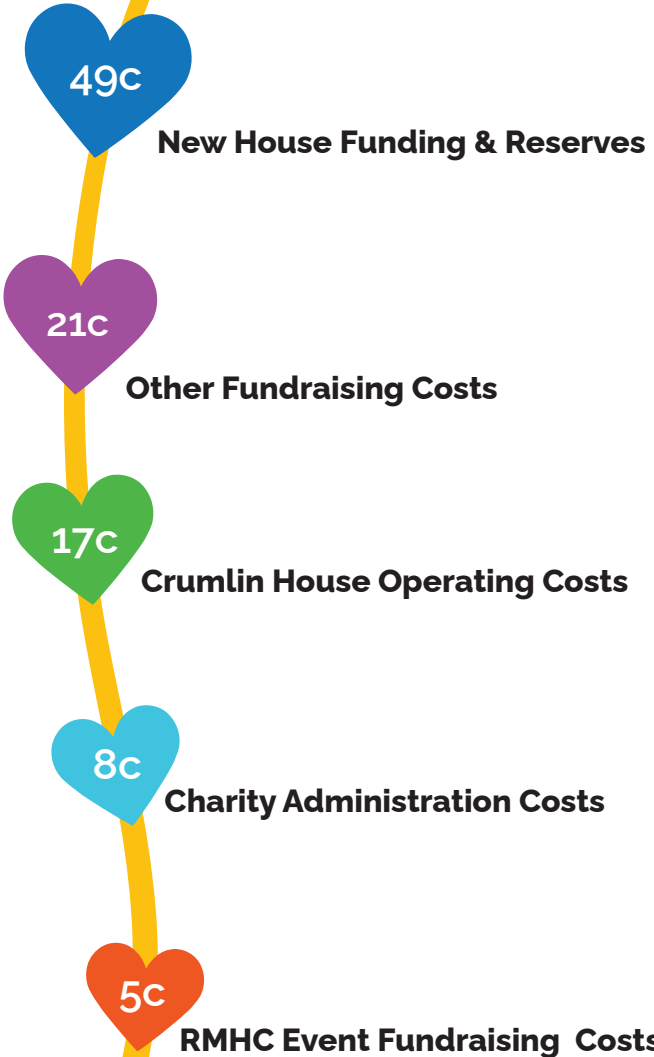 49c
New House Funding & Reserves
21c
Other Fundraising Costs
17c
Crumlin House Operating Costs
8c
Charity Administration Costs
5c
RMHC Event Fundraising  Costs